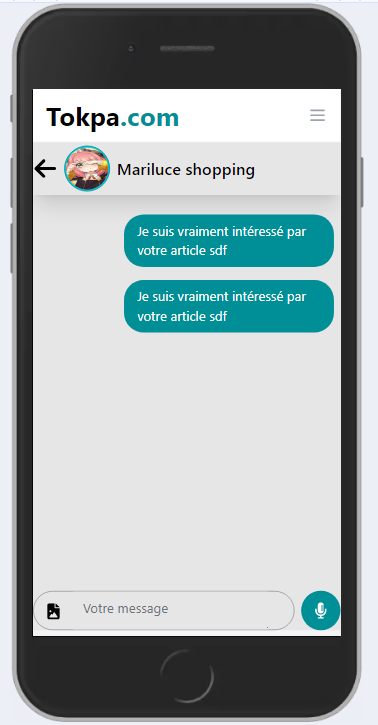 Tokpa.com
Mariluce shopping
Je suis vraiment intéressé par
votre article sdf
Je suis vraiment intéressé par
votre article sdf
Votre message